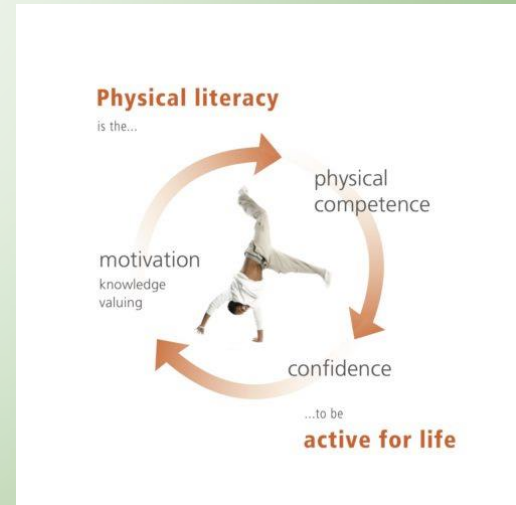 Physical literacy
is the...
physical
competence
motivation
knowledge
valuing
confidence
...to be
active for life